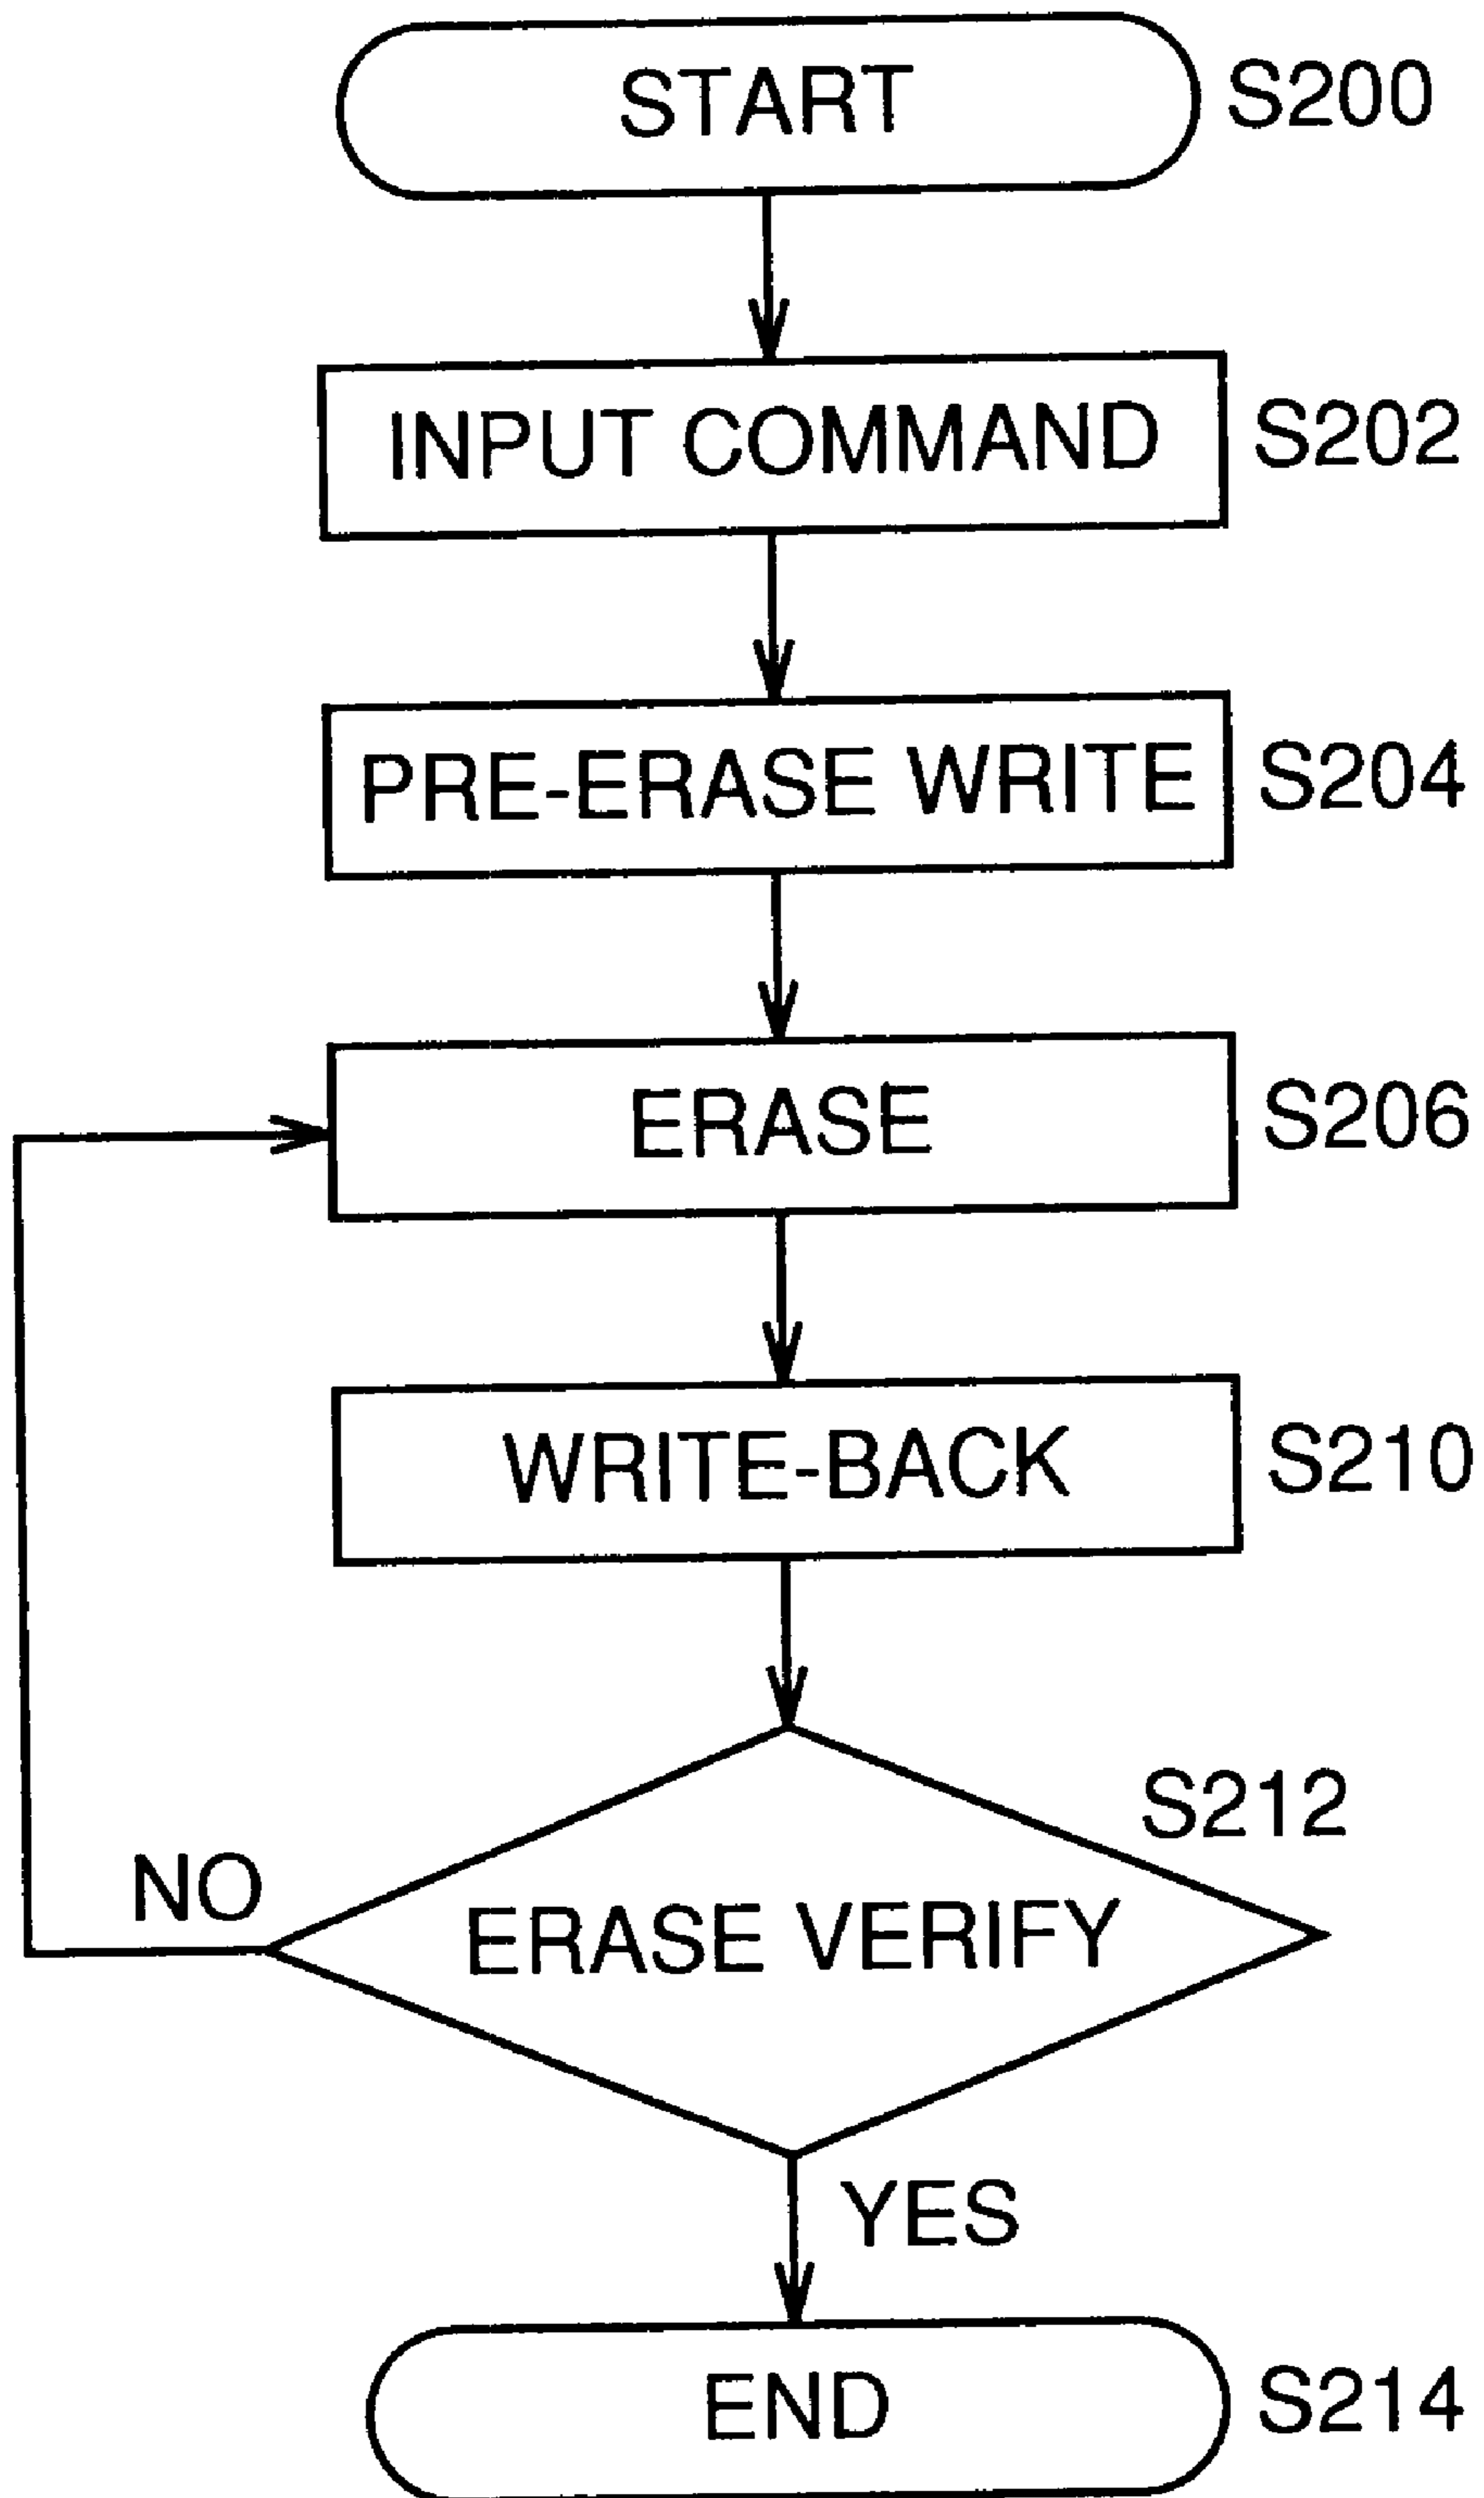 START S200
INPUT COMMAND S202
PRE-ERASE WRITE S204
ERASE S206
WRITE-BACK S210
S212
NO
ERASE VERIFY
YES
END S214